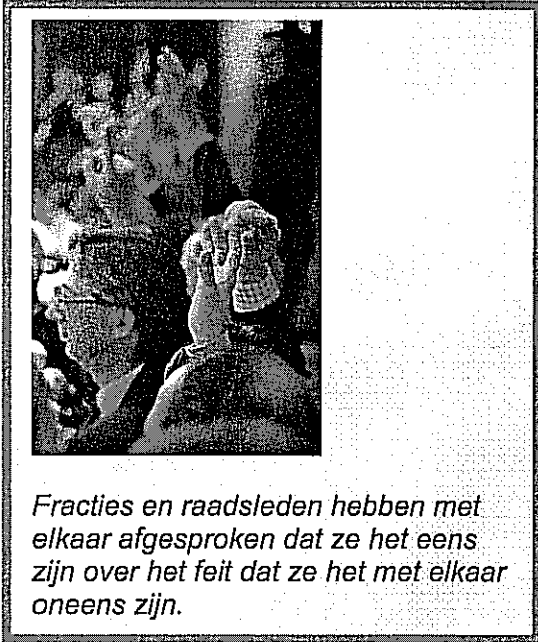 Fracties en raadsleden hebben met
elkaar afgesproken dat ze het eens
zijn over het feit dat ze het met elkaar
oneens zijn.